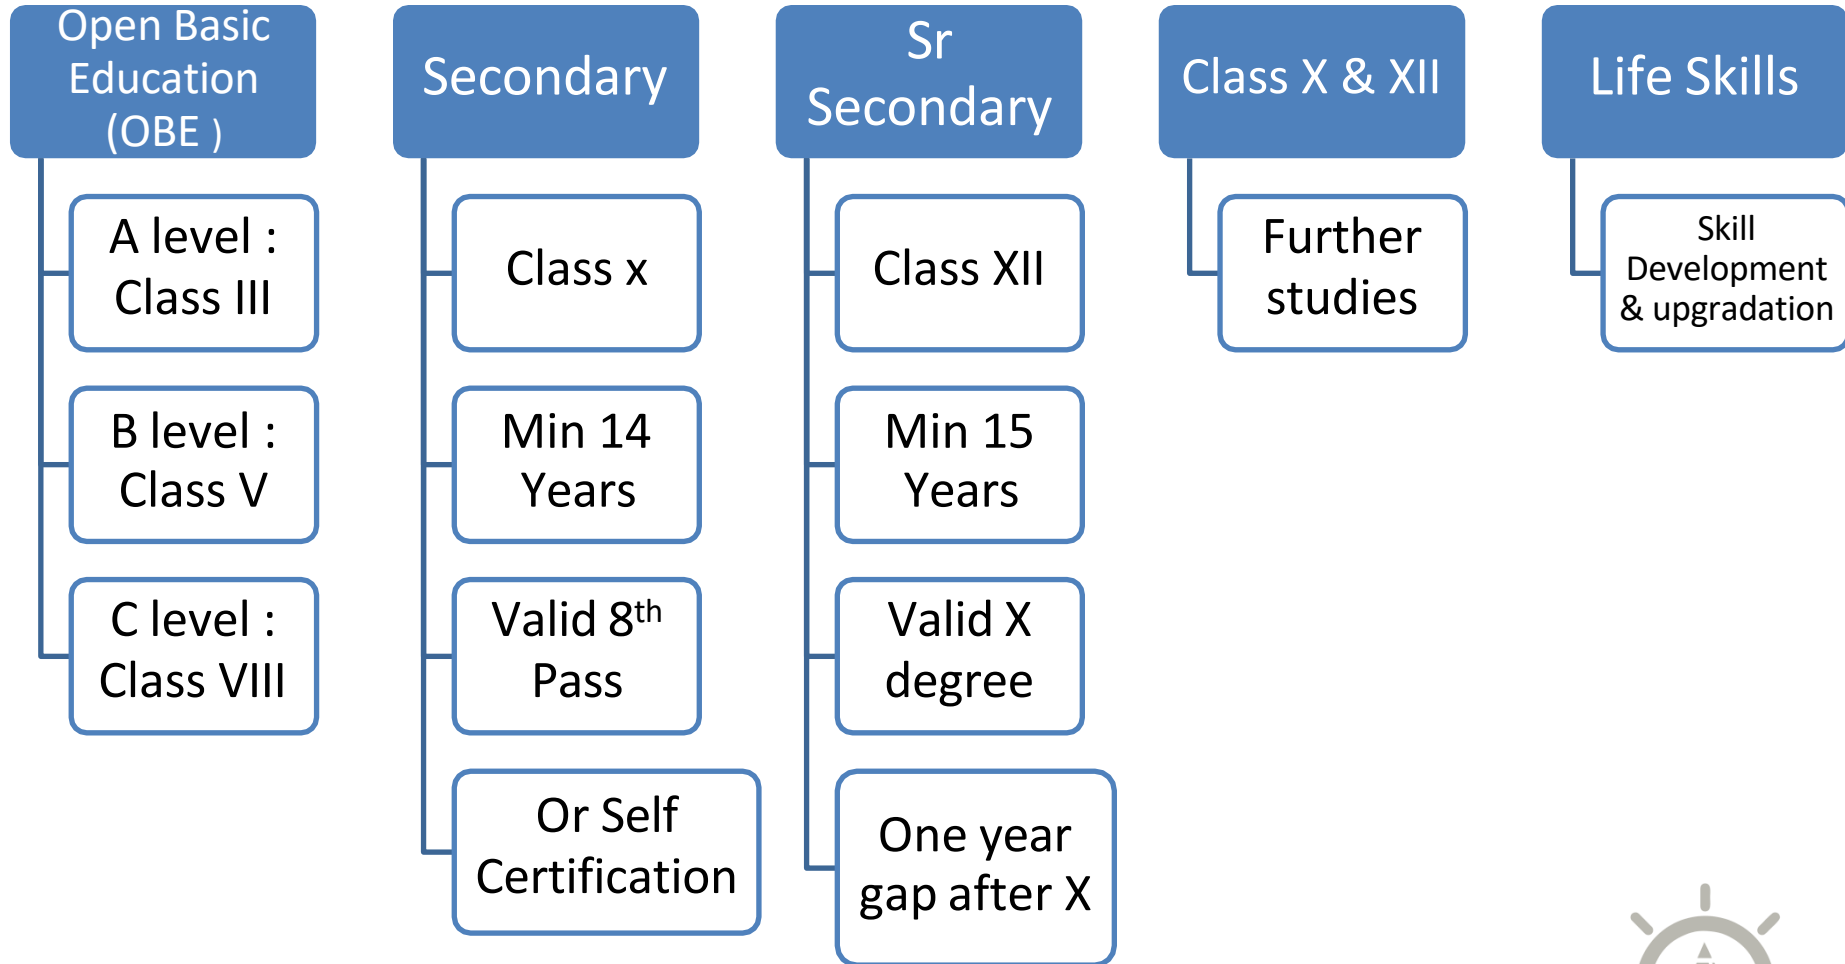 Open Basic
Education
(OBE )
A level :
Class III
B level :
Class V
C level :
Class VIII
Secondary
Class x
Min 14
Years
Valid 8th
Pass
Or Self
Certification
Sr
Secondary
Class XII
Min 15
Years
Valid X
degree
One year
gap after X
Class X & XII
Further
studies
Life Skills
Skill
Development
& upgradation